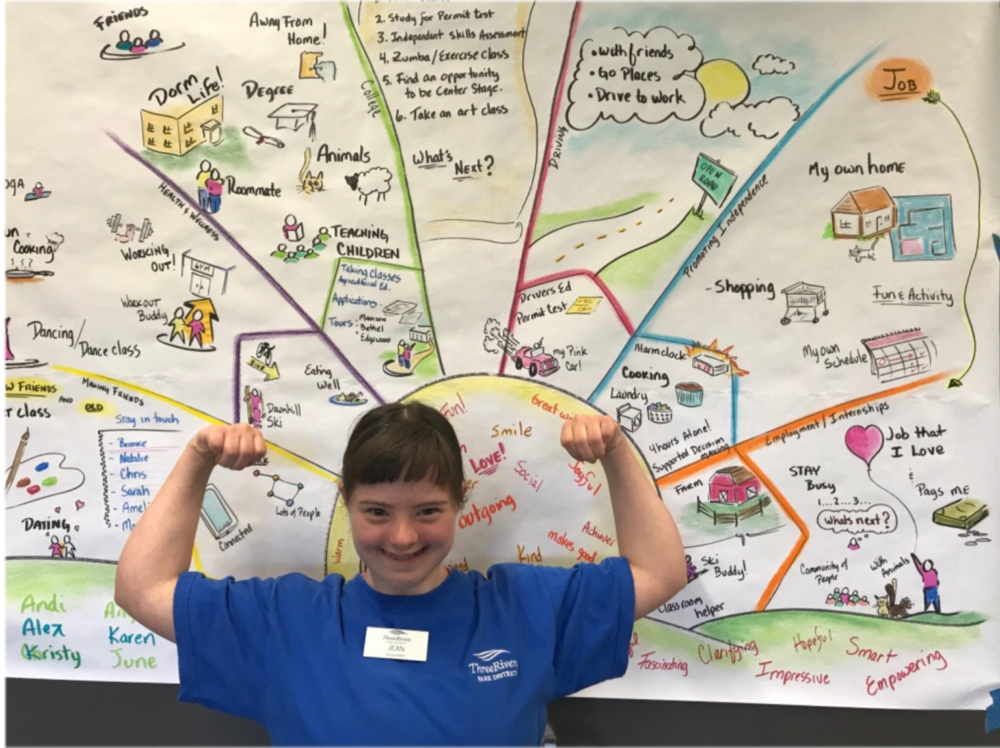 FRIENDS
AWAY FROM
HOME!
DORM
LIFE!
DEGREE
Animals
Roommate
TEACHING
CHILDREN
Taking Classes
Agricultural Ed.
Applications
Tours: Madison
Bethel
Edgewood
College
2. Study for Permit test
3. Independent Skills Assessment
4. Zumba/Exercise class
5. Find an opportunity
to be Center Stage.
6. Take an art class
What's
Next?
DRIVING
• With friends
• Go Places
• Drive to work
OPEN
ROAD
Drivers Ed
Permit test
my Pink
Car!
Promoting Independence
JOB
My own home
-Shopping
Fun & Activity
My own
Schedule
Alarm clock
Cooking
Laundry
4 hours Alone!
Supported Decision
making
Employment/Internships
Job that
I Love
&
Pays me
STAY
Busy
1...2...3...
whats next?
Community of
People
With
Animals
FARM
Ski
Buddy!
Classroom
helper
HEALTH & WELLNESS
Cooking
WORKING
OUT!
GYM
WORKOUT
Buddy
Dancing/
Dance class
BIKE
Eating
Well
Downhill
Ski
MAKING FRIENDS
FRIENDS
AND OLD
class
Stay in touch
- Brooke
- Natalie
- Chris
- Sarah
DATING
Connected
Lots of People
Fun!
Smile
LOVE!
Social
Joyful
outgoing
Achiever
makes good
Kind
Warm
Great
Andi
Alex
Kristy
Karen
June
Fascinating
Clarifying
Hopeful
Impressive
Smart
Empowering
ThreeRivers
JEAN
ThreeRivers
PARK DISTRICT